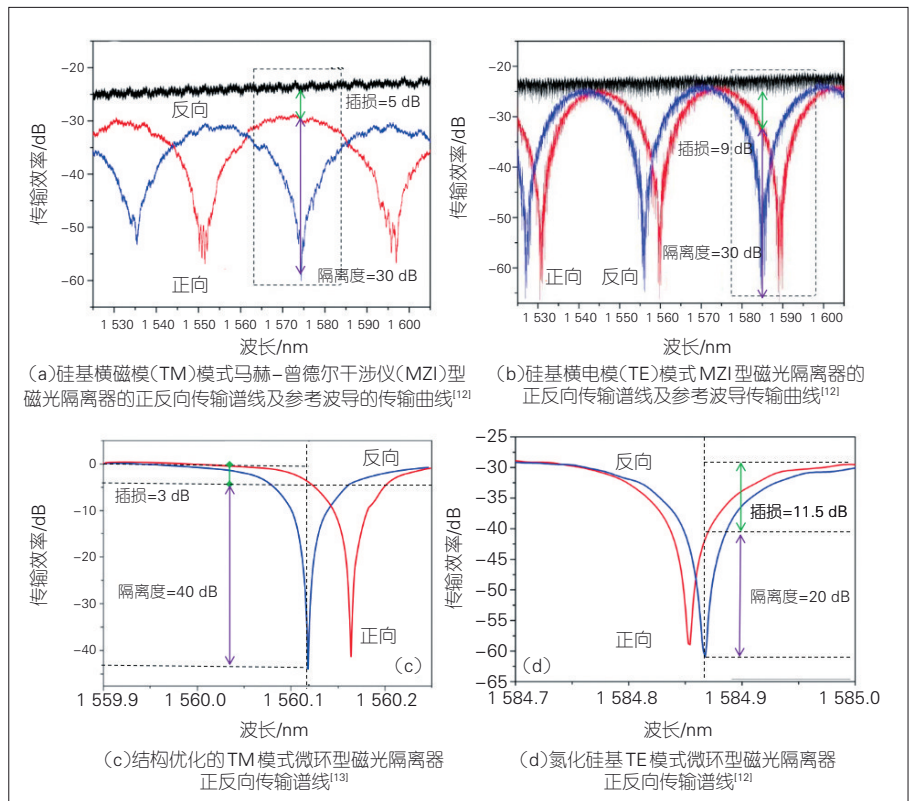 传输效率/dB
-20
-30
-40
-50
-60
反向
插损=5 dB
正向
隔离度=30 dB
1 530 1 540 1 550 1 560 1 570 1 580 1 590 1 600
波长/nm
(a)硅基横磁模(TM)模式马赫-曾德尔干涉仪(MZI)型
磁光隔离器的正反向传输谱线及参考波导的传输曲线[12]
传输效率/dB
-20
-30
-40
-50
-60
插损=9 dB
隔离度=30 dB
正向 反向
1 530 1 540 1 550 1 560 1 570 1 580 1 590 1 600
波长/nm
(b)硅基横电模(TE)模式MZI型磁光隔离器的
正反向传输谱线及参考波导传输曲线[12]
传输效率/dB
0
-10
-20
-30
-40
反向
插损=3 dB
隔离度=40 dB
正向
(c)
1 559.9 1 560.0 1 560.1 1 560.2
波长/nm
(c)结构优化的TM模式微环型磁光隔离器
正反向传输谱线[13]
传输效率/dB
-25
-30
-35
-40
-45
-50
-55
-60
-65
反向
插损=11.5 dB
隔离度=20 dB
正向
(d)
1 584.7 1 584.8 1 584.9 1 585.0
波长/nm
(d)氮化硅基TE模式微环型磁光隔离器
正反向传输谱线[12]